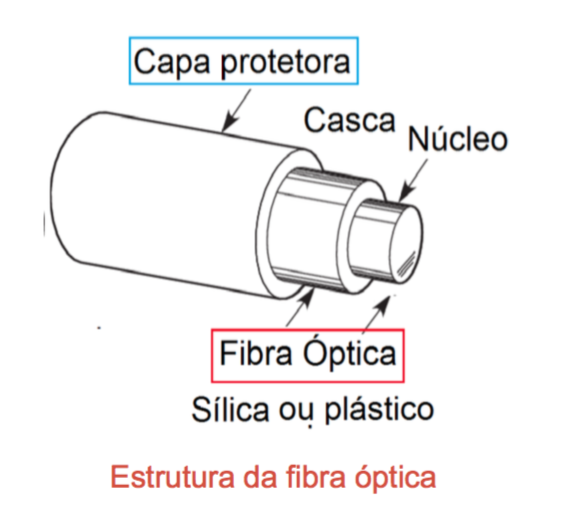 Capa protetora
Casca
Núcleo
Fibra Óptica
Sílica ou plástico
Estrutura da fibra óptica